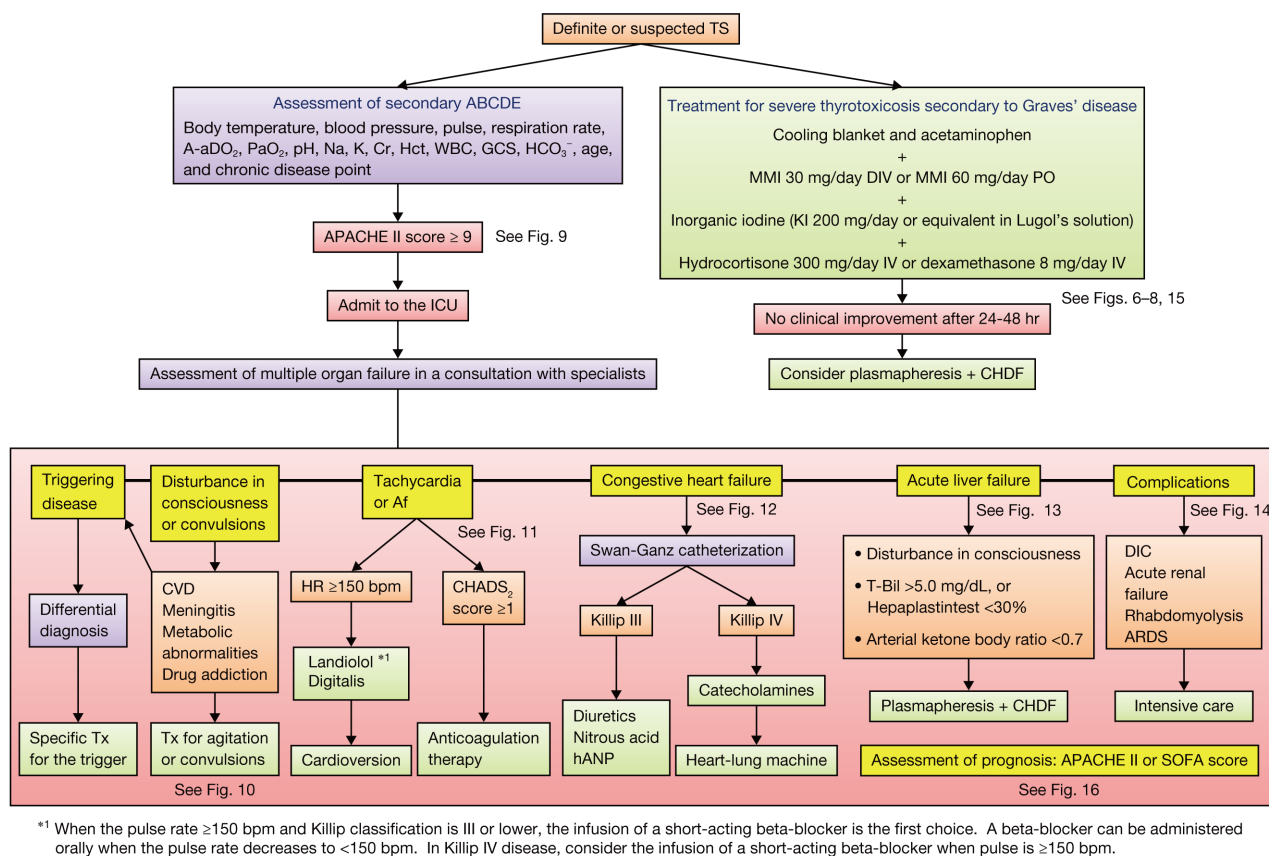 Definite or suspected TS
Assessment of secondary ABCDE
Body temperature, blood pressure, pulse, respiration rate,
A-aDO₂, PaO₂, pH, Na, K, Cr, Hct, WBC, GCS, HCO₃⁻, age,
and chronic disease point
APACHE II score ≥ 9
See Fig. 9
Admit to the ICU
Assessment of multiple organ failure in a consultation with specialists
Treatment for severe thyrotoxicosis secondary to Graves' disease
Cooling blanket and acetaminophen
+
MMI 30 mg/day DIV or MMI 60 mg/day PO
+
Inorganic iodine (KI 200 mg/day or equivalent in Lugol's solution)
+
Hydrocortisone 300 mg/day IV or dexamethasone 8 mg/day IV
See Figs. 6–8, 15
No clinical improvement after 24-48 hr
Consider plasmapheresis + CHDF
Triggering
disease
Differential
diagnosis
Specific Tx
for the trigger
Disturbance in
consciousness
or convulsions
CVD
Meningitis
Metabolic
abnormalities
Drug addiction
Tx for agitation
or convulsions
See Fig. 10
Tachycardia
or Af
See Fig. 11
HR ≥150 bpm
Landiolol *1
Digitalis
Cardioversion
CHADS₂
score ≥1
Anticoagulation
therapy
Congestive heart failure
See Fig. 12
Swan-Ganz catheterization
Killip III
Diuretics
Nitrous acid
hANP
Killip IV
Catecholamines
Heart-lung machine
Acute liver failure
See Fig. 13
• Disturbance in consciousness
• T-Bil >5.0 mg/dL, or
Hepaplastintest <30%
• Arterial ketone body ratio <0.7
Plasmapheresis + CHDF
Complications
See Fig. 14
DIC
Acute renal
failure
Rhabdomyolysis
ARDS
Intensive care
Assessment of prognosis: APACHE II or SOFA score
See Fig. 16
*1 When the pulse rate ≥150 bpm and Killip classification is III or lower, the infusion of a short-acting beta-blocker is the first choice. A beta-blocker can be administered
orally when the pulse rate decreases to <150 bpm. In Killip IV disease, consider the infusion of a short-acting beta-blocker when pulse is ≥150 bpm.